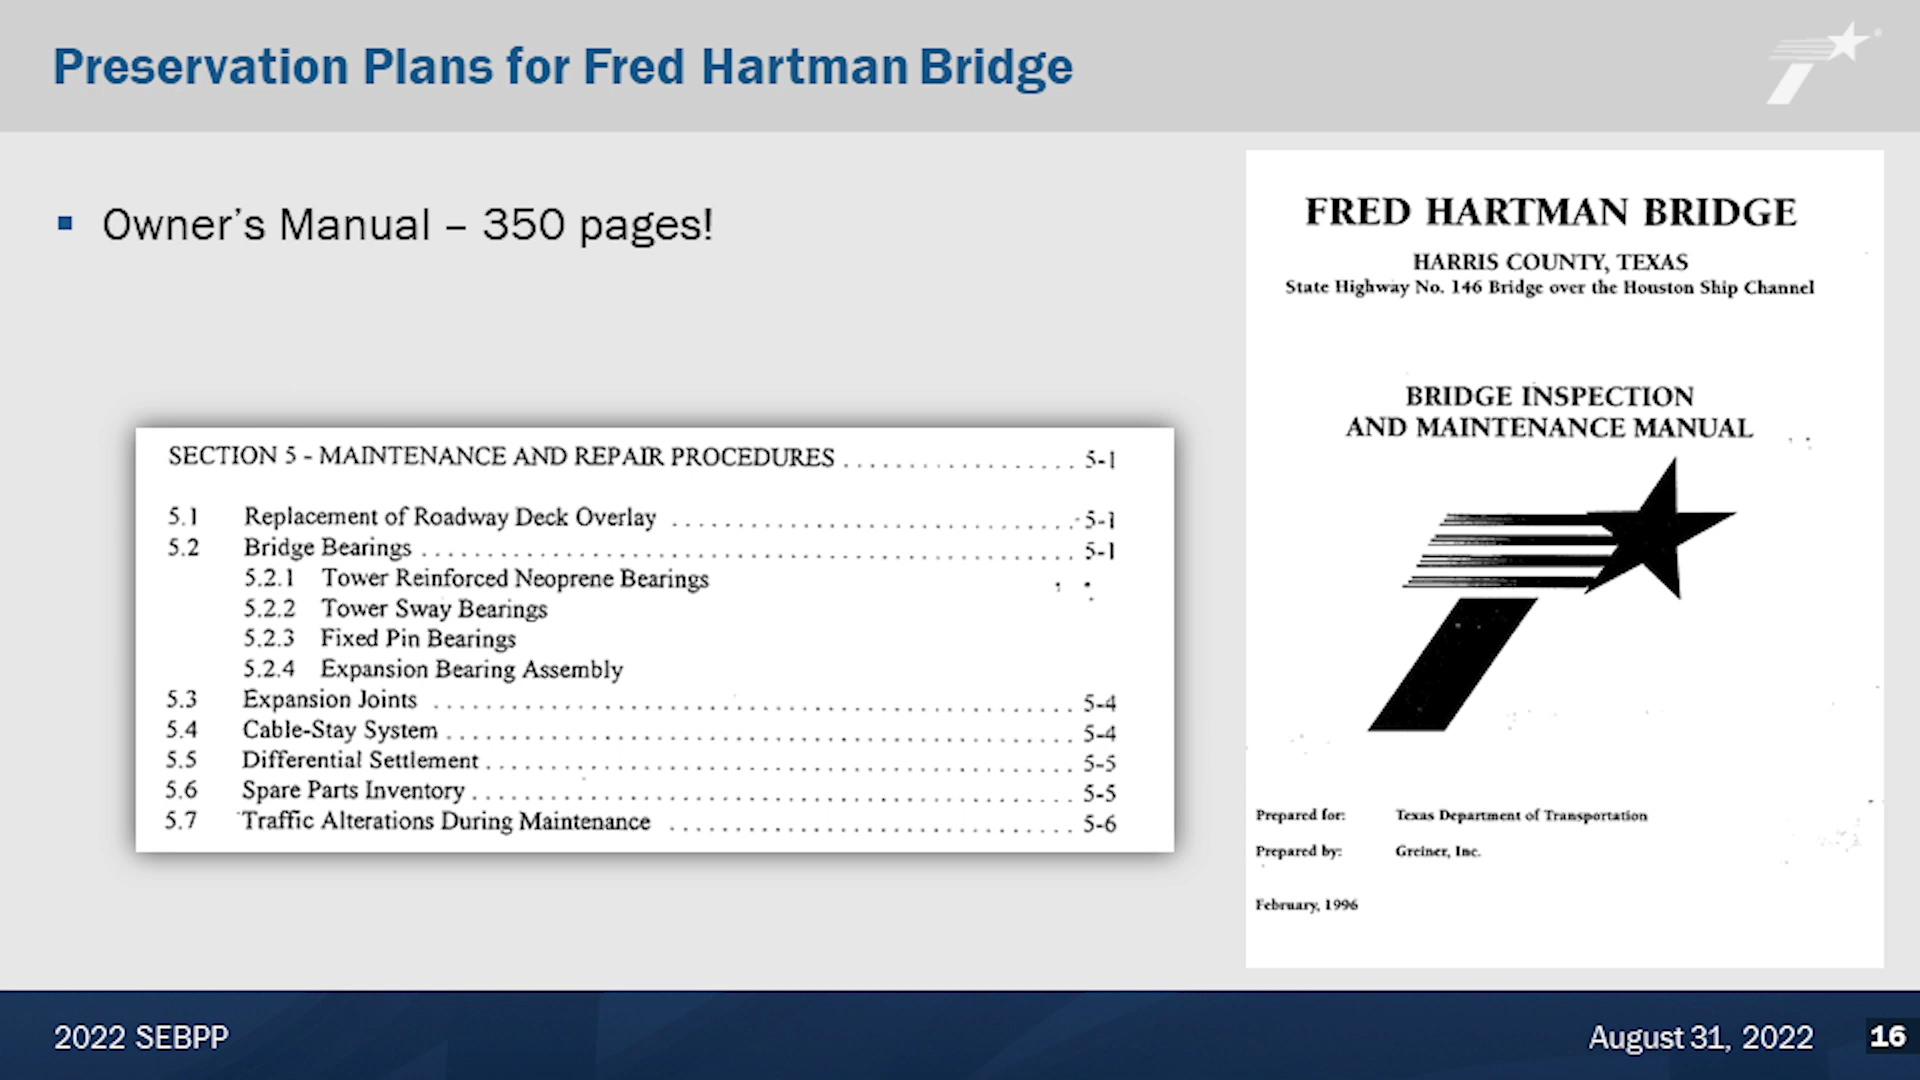 Preservation Plans for Fred Hartman Bridge
▪ Owner's Manual – 350 pages!
SECTION 5 - MAINTENANCE AND REPAIR PROCEDURES . . . . . . . . . . . . . . . . . . 5-1
5.1 Replacement of Roadway Deck Overlay . . . . . . . . . . . . . . . . . . 5-1
5.2 Bridge Bearings . . . . . . . . . . . . . . . . . . 5-1
5.2.1 Tower Reinforced Neoprene Bearings
5.2.2 Tower Sway Bearings
5.2.3 Fixed Pin Bearings
5.2.4 Expansion Bearing Assembly
5.3 Expansion Joints . . . . . . . . . . . . . . . . . . 5-4
5.4 Cable-Stay System . . . . . . . . . . . . . . . . . . 5-4
5.5 Differential Settlement . . . . . . . . . . . . . . . . . . 5-5
5.6 Spare Parts Inventory . . . . . . . . . . . . . . . . . . 5-5
5.7 Traffic Alterations During Maintenance . . . . . . . . . . . . . . . . . . 5-6
FRED HARTMAN BRIDGE
HARRIS COUNTY, TEXAS
State Highway No. 146 Bridge over the Houston Ship Channel
BRIDGE INSPECTION
AND MAINTENANCE MANUAL
Prepared for: Texas Department of Transportation
Prepared by: Greiner, Inc.
February, 1996
2022 SEBPP
August 31, 2022
16